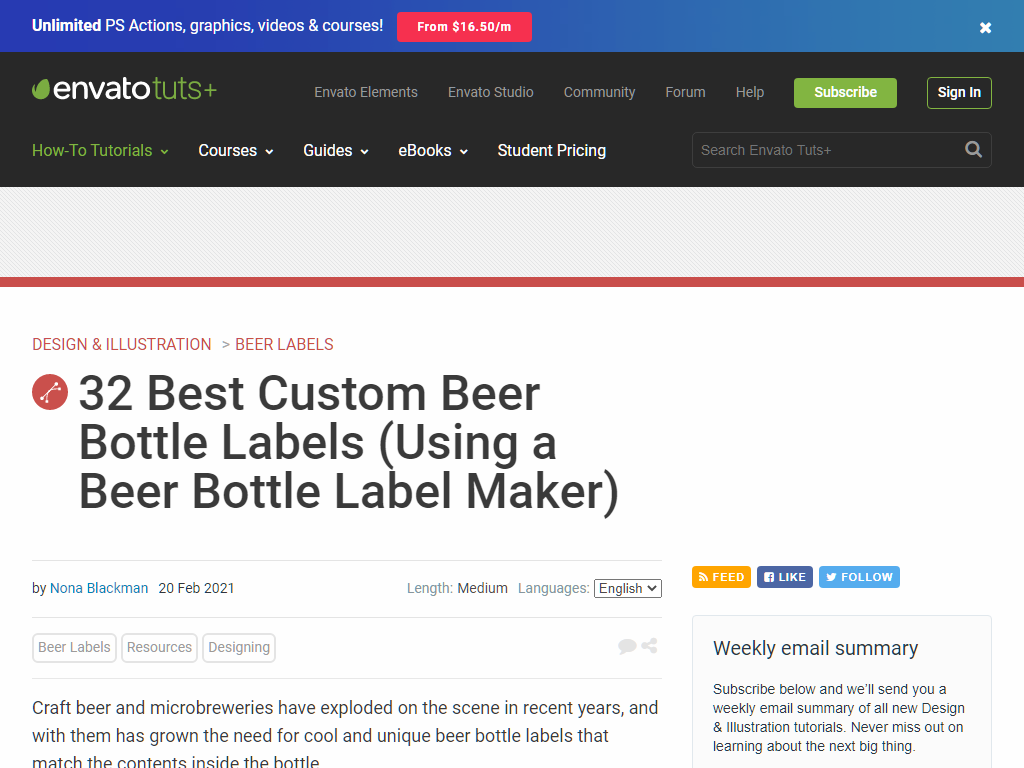 Unlimited PS Actions, graphics, videos & courses!
From $16.50/m
envatotuts+
Envato Elements
Envato Studio
Community
Forum
Help
Subscribe
Sign In
How-To Tutorials
Courses
Guides
eBooks
Student Pricing
Search Envato Tuts+
DESIGN & ILLUSTRATION > BEER LABELS
32 Best Custom Beer
Bottle Labels (Using a
Beer Bottle Label Maker)
by Nona Blackman 20 Feb 2021
Length: Medium Languages: English
FEED
LIKE
FOLLOW
Beer Labels
Resources
Designing
Craft beer and microbreweries have exploded on the scene in recent years, and
with them has grown the need for cool and unique beer bottle labels that
match the contents inside the bottle.
Weekly email summary
Subscribe below and we'll send you a
weekly email summary of all new Design
& Illustration tutorials. Never miss out on
learning about the next big thing.